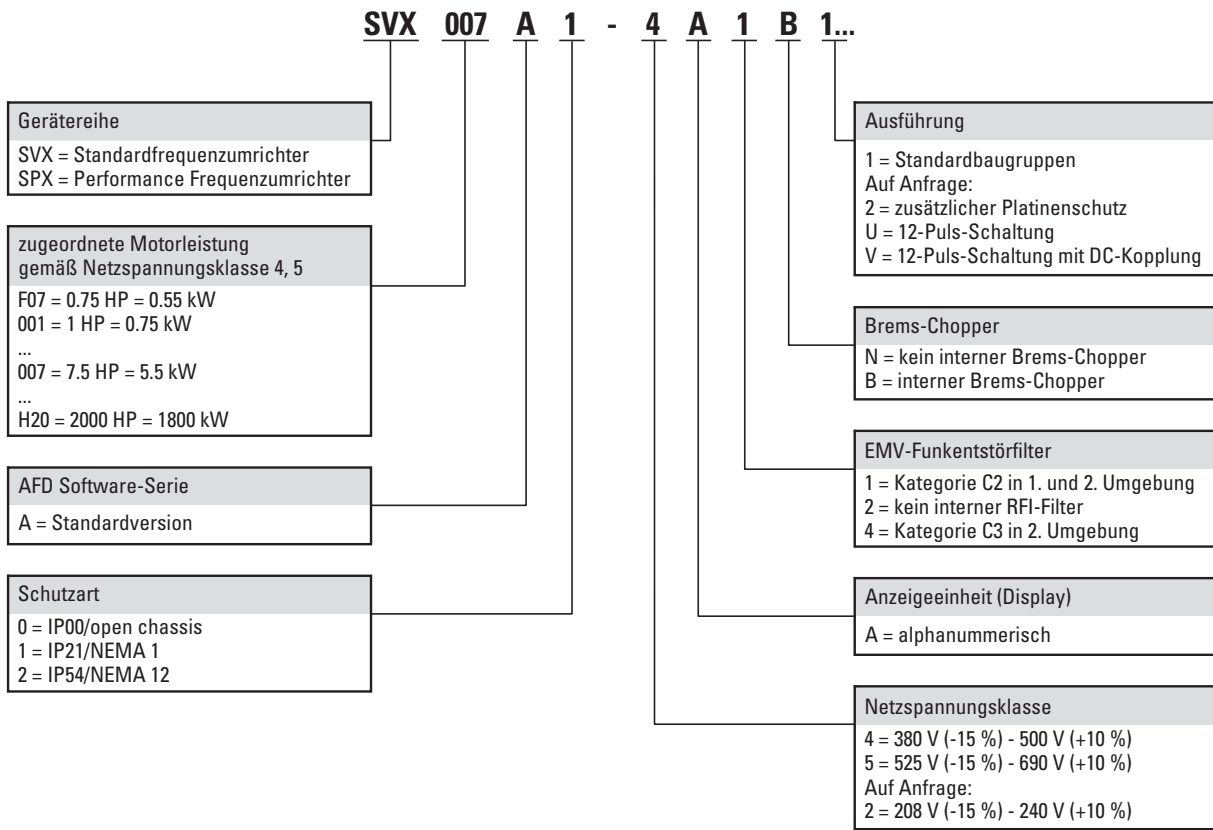 SVX 007 A 1 - 4 A 1 B 1...
Gerätereihe
SVX = Standardfrequenzumrichter
SPX = Performance Frequenzumrichter
zugeordnete Motorleistung
gemäß Netzspannungsklasse 4, 5
F07 = 0.75 HP = 0.55 kW
001 = 1 HP = 0.75 kW
...
007 = 7.5 HP = 5.5 kW
...
H20 = 2000 HP = 1800 kW
AFD Software-Serie
A = Standardversion
Schutzart
0 = IP00/open chassis
1 = IP21/NEMA 1
2 = IP54/NEMA 12
Ausführung
1 = Standardbaugruppen
Auf Anfrage:
2 = zusätzlicher Platinenschutz
U = 12-Puls-Schaltung
V = 12-Puls-Schaltung mit DC-Kopplung
Brems-Chopper
N = kein interner Brems-Chopper
B = interner Brems-Chopper
EMV-Funkentstörfilter
1 = Kategorie C2 in 1. und 2. Umgebung
2 = kein interner RFI-Filter
4 = Kategorie C3 in 2. Umgebung
Anzeigeeinheit (Display)
A = alphanummerisch
Netzspannungsklasse
4 = 380 V (-15 %) - 500 V (+10 %)
5 = 525 V (-15 %) - 690 V (+10 %)
Auf Anfrage:
2 = 208 V (-15 %) - 240 V (+10 %)